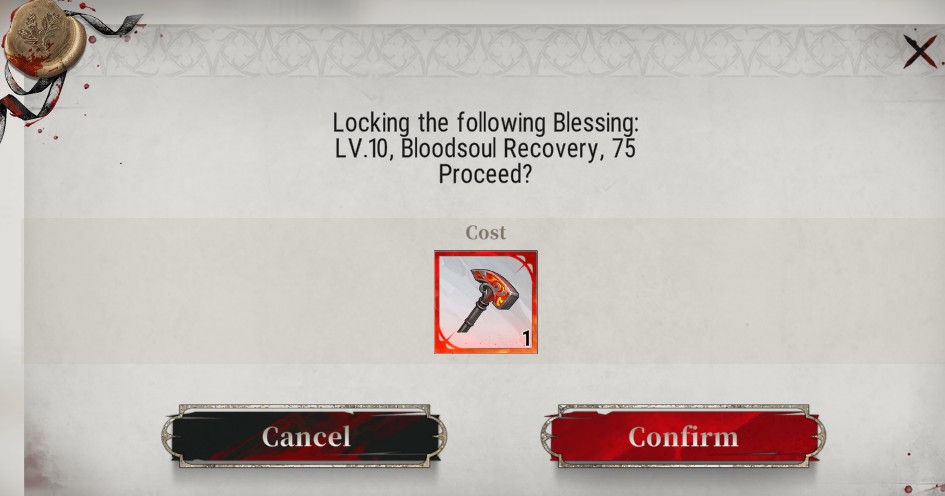 Locking the following Blessing:
LV.10, Bloodsoul Recovery, 75
Proceed?
Cost
1
Cancel
Confirm